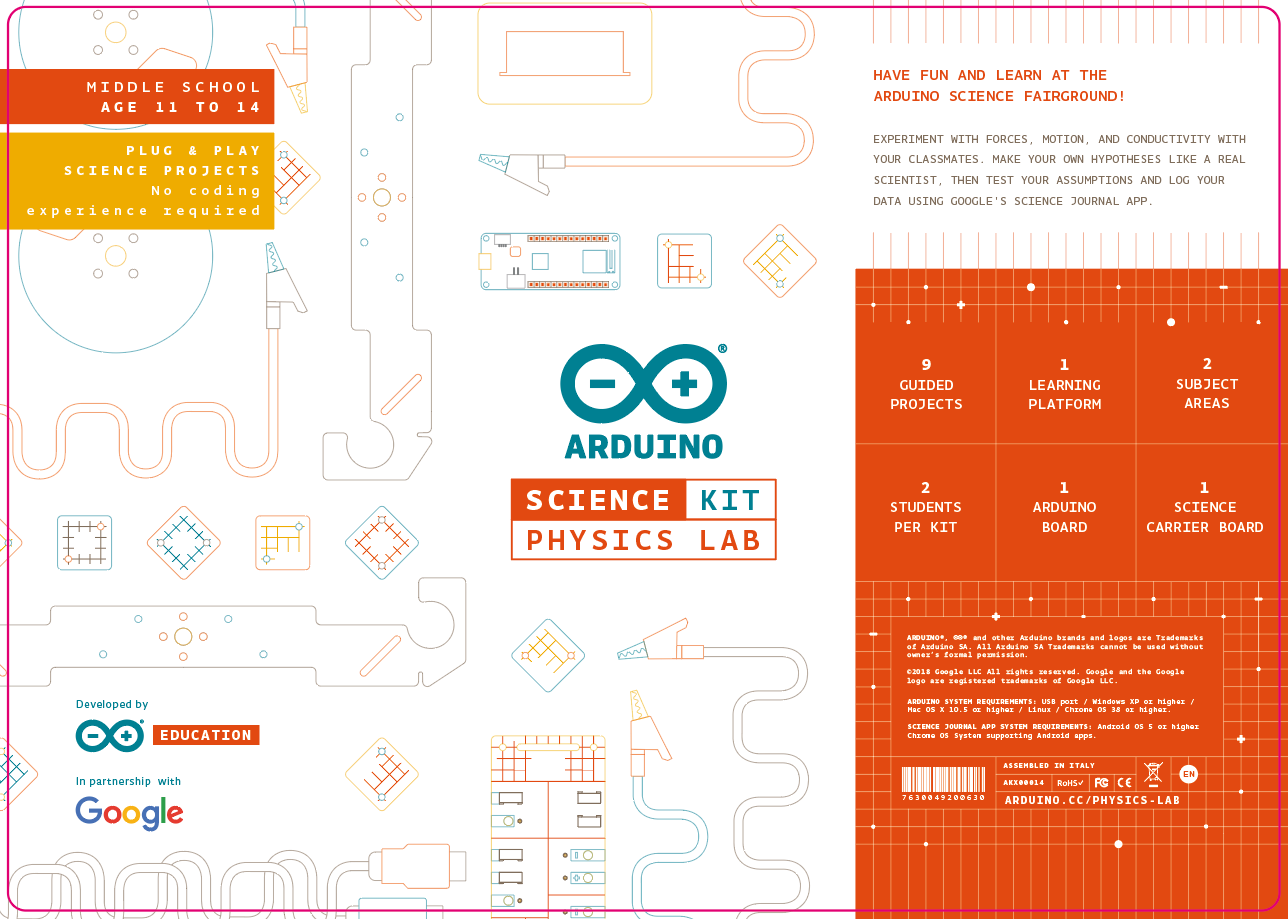 MIDDLE SCHOOL
AGE 11 TO 14
PLUG & PLAY
SCIENCE PROJECTS
No coding
experience required
®
ARDUINO
SCIENCE KIT
PHYSICS LAB
Developed by
EDUCATION
In partnership with
Google
HAVE FUN AND LEARN AT THE
ARDUINO SCIENCE FAIRGROUND!
EXPERIMENT WITH FORCES, MOTION, AND CONDUCTIVITY WITH
YOUR CLASSMATES. MAKE YOUR OWN HYPOTHESES LIKE A REAL
SCIENTIST, THEN TEST YOUR ASSUMPTIONS AND LOG YOUR
DATA USING GOOGLE'S SCIENCE JOURNAL APP.
9
GUIDED
PROJECTS
1
LEARNING
PLATFORM
2
SUBJECT
AREAS
2
STUDENTS
PER KIT
1
ARDUINO
BOARD
1
SCIENCE
CARRIER BOARD
ARDUINO®, ∞® and other Arduino brands and logos are Trademarks
of Arduino SA. All Arduino SA Trademarks cannot be used without
owner's formal permission.
©2018 Google LLC All rights reserved. Google and the Google
logo are registered trademarks of Google LLC.
ARDUINO SYSTEM REQUIREMENTS: USB port / Windows XP or higher /
Mac OS X 10.5 or higher / Linux / Chrome OS 38 or higher.
SCIENCE JOURNAL APP SYSTEM REQUIREMENTS: Android OS 5 or higher
Chrome OS System supporting Android apps.
7630049200630
ASSEMBLED IN ITALY
AKX00014 RoHS✓ FC CE
EN
ARDUINO.CC/PHYSICS-LAB